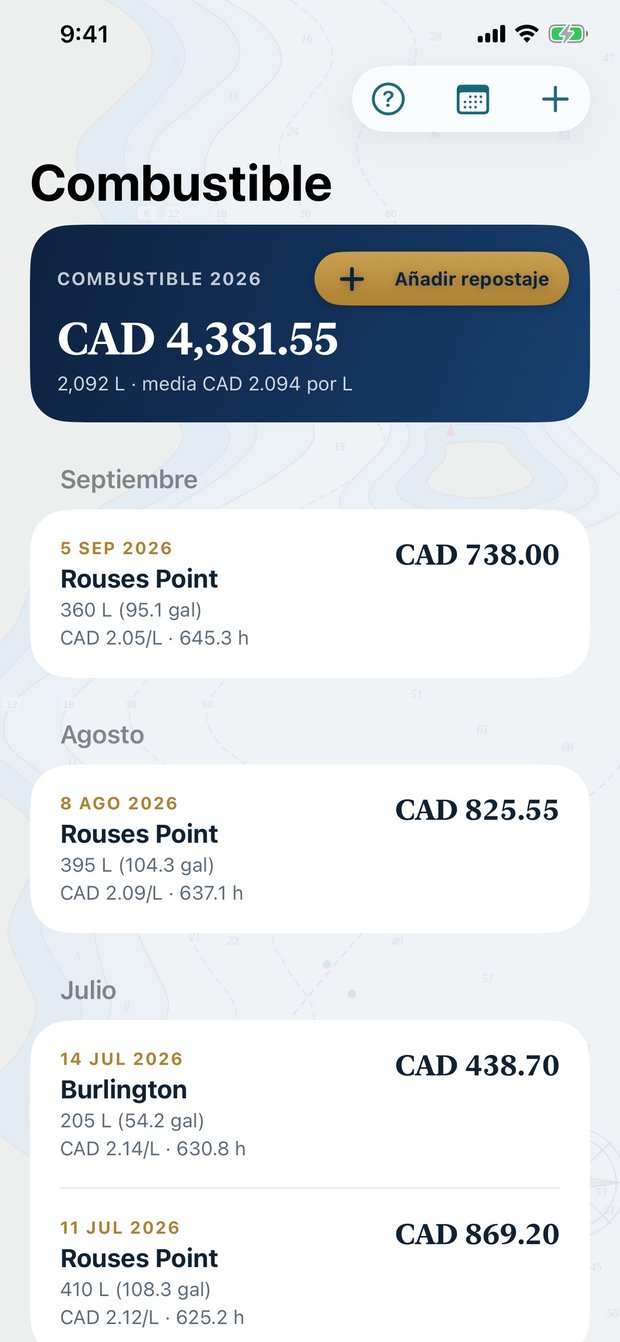 9:41
Combustible
COMBUSTIBLE 2026
Añadir repostaje
CAD 4,381.55
2,092 L · media CAD 2.094 por L
Septiembre
5 SEP 2026
CAD 738.00
Rouses Point
360 L (95.1 gal)
CAD 2.05/L · 645.3 h
Agosto
8 AGO 2026
CAD 825.55
Rouses Point
395 L (104.3 gal)
CAD 2.09/L · 637.1 h
Julio
14 JUL 2026
CAD 438.70
Burlington
205 L (54.2 gal)
CAD 2.14/L · 630.8 h
11 JUL 2026
CAD 869.20
Rouses Point
410 L (108.3 gal)
CAD 2.12/L · 625.2 h